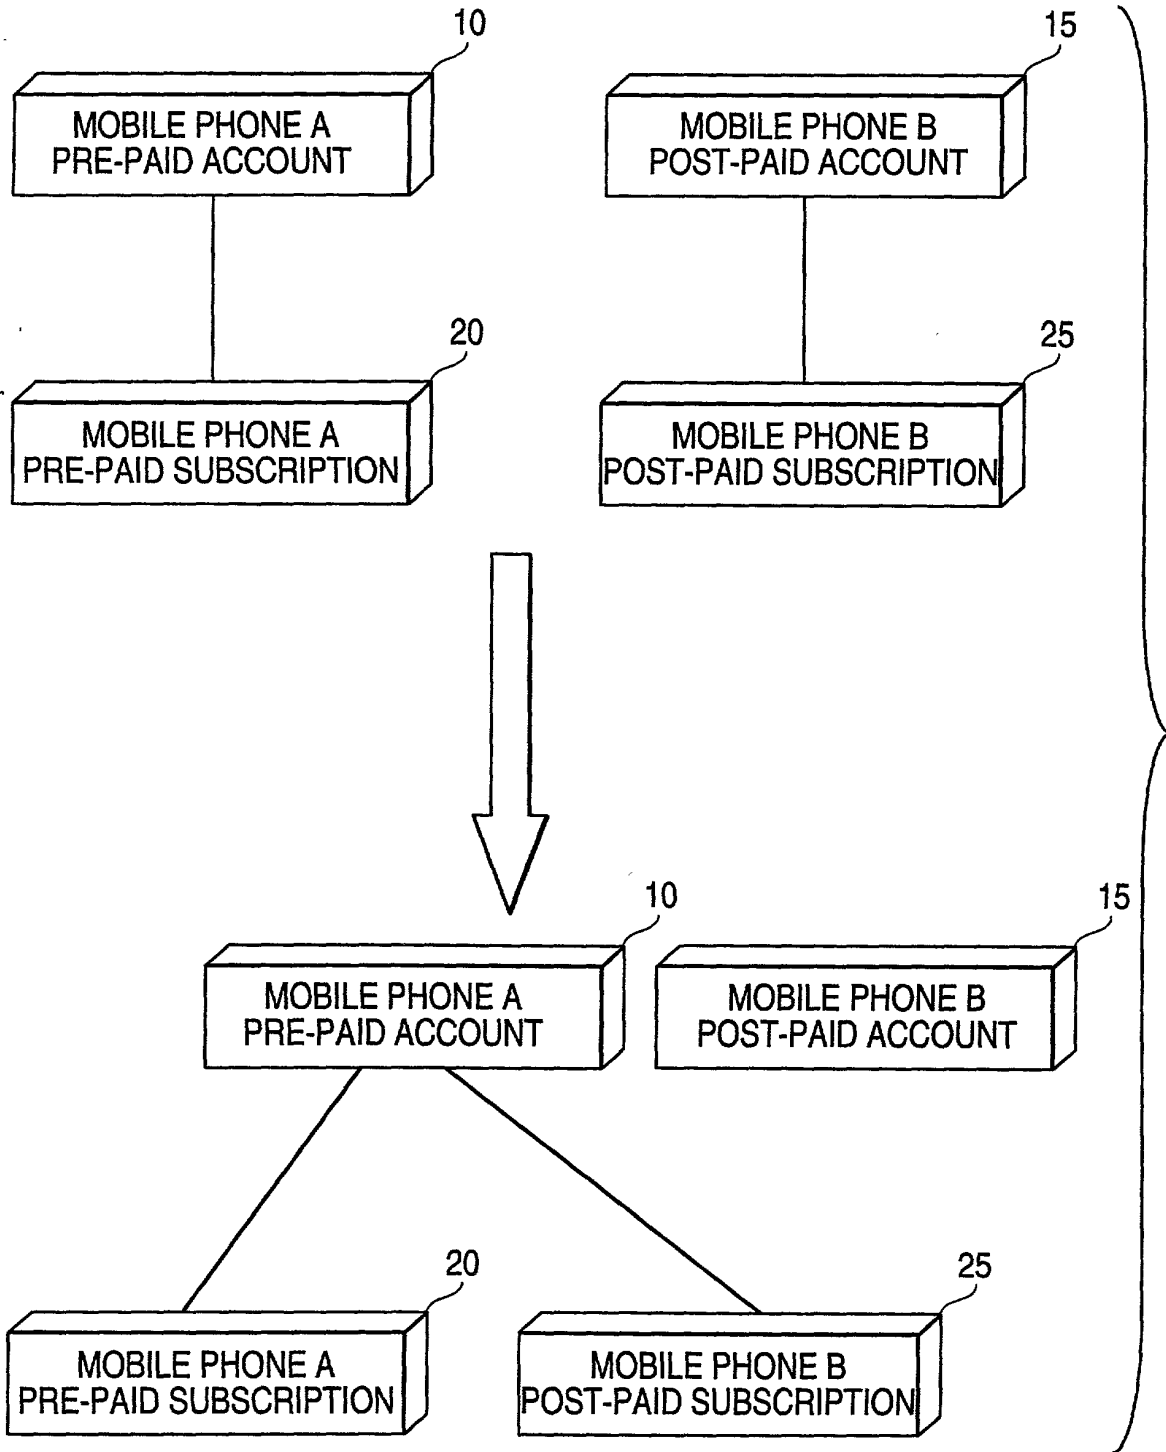 10
MOBILE PHONE A
PRE-PAID ACCOUNT
15
MOBILE PHONE B
POST-PAID ACCOUNT
20
MOBILE PHONE A
PRE-PAID SUBSCRIPTION
25
MOBILE PHONE B
POST-PAID SUBSCRIPTION
10
MOBILE PHONE A
PRE-PAID ACCOUNT
15
MOBILE PHONE B
POST-PAID ACCOUNT
20
MOBILE PHONE A
PRE-PAID SUBSCRIPTION
25
MOBILE PHONE B
POST-PAID SUBSCRIPTION